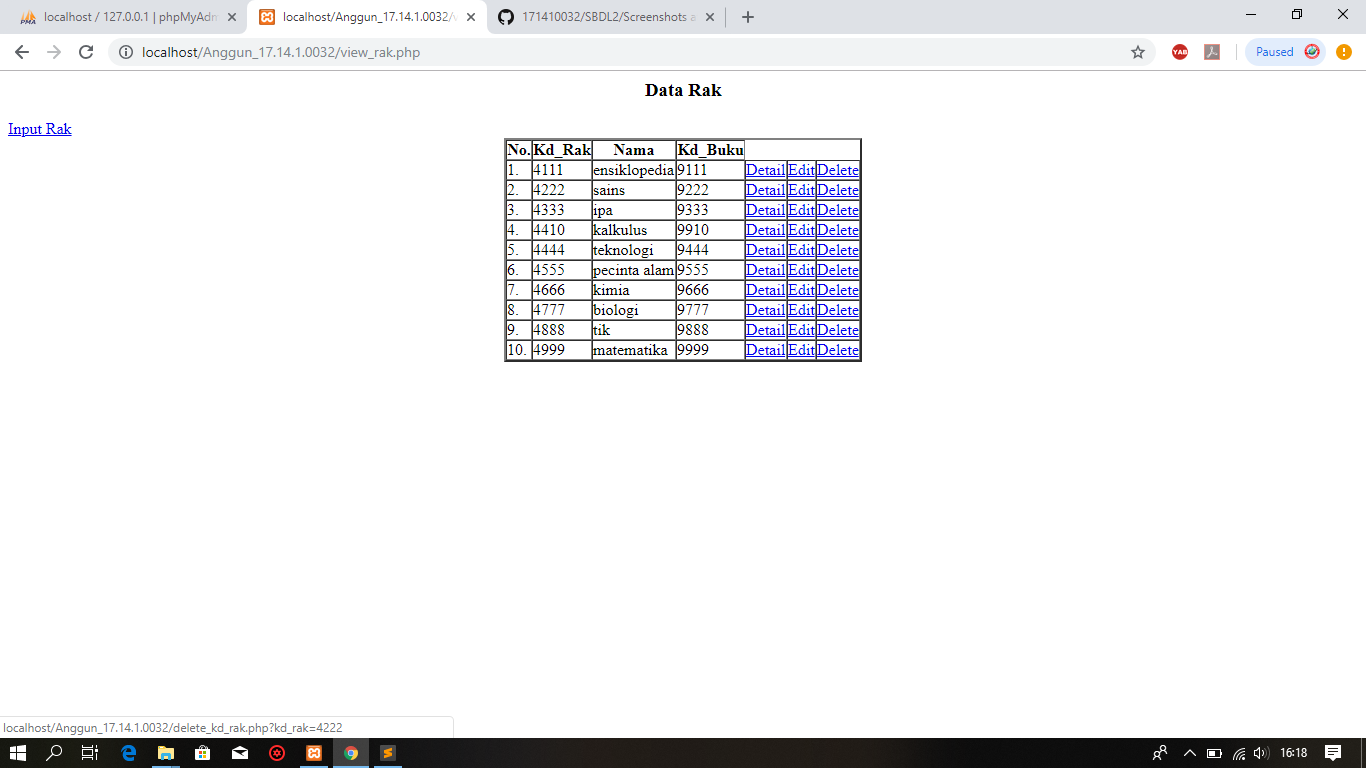 localhost / 127.0.0.1 | phpMyAdm
localhost/Anggun_17.14.1.0032/v
171410032/SBDL2/Screenshots a
localhost/Anggun_17.14.1.0032/view_rak.php
YAB
Paused
Data Rak
Input Rak
No. Kd_Rak Nama Kd_Buku
1. 4111 ensiklopedia 9111 Detail Edit Delete
2. 4222 sains 9222 Detail Edit Delete
3. 4333 ipa 9333 Detail Edit Delete
4. 4410 kalkulus 9910 Detail Edit Delete
5. 4444 teknologi 9444 Detail Edit Delete
6. 4555 pecinta alam 9555 Detail Edit Delete
7. 4666 kimia 9666 Detail Edit Delete
8. 4777 biologi 9777 Detail Edit Delete
9. 4888 tik 9888 Detail Edit Delete
10. 4999 matematika 9999 Detail Edit Delete
localhost/Anggun_17.14.1.0032/delete_kd_rak.php?kd_rak=4222
16:18